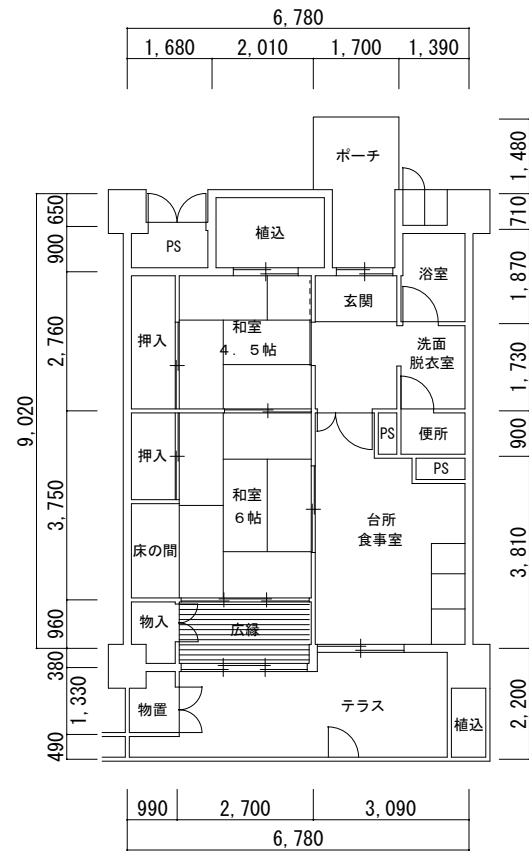 6,780
1,680
2,010
1,700
1,390
ポーチ
1,480
650
710
植込
PS
900
浴室
1,870
玄関
和室
4．5帖
押入
2,760
洗面
脱衣室
1,730
9,020
押入
PS
便所
900
PS
和室
6帖
3,750
台所
食事室
床の間
3,810
物入
広縁
960
380
物置
テラス
植込
1,330
2,200
490
990
2,700
3,090
6,780